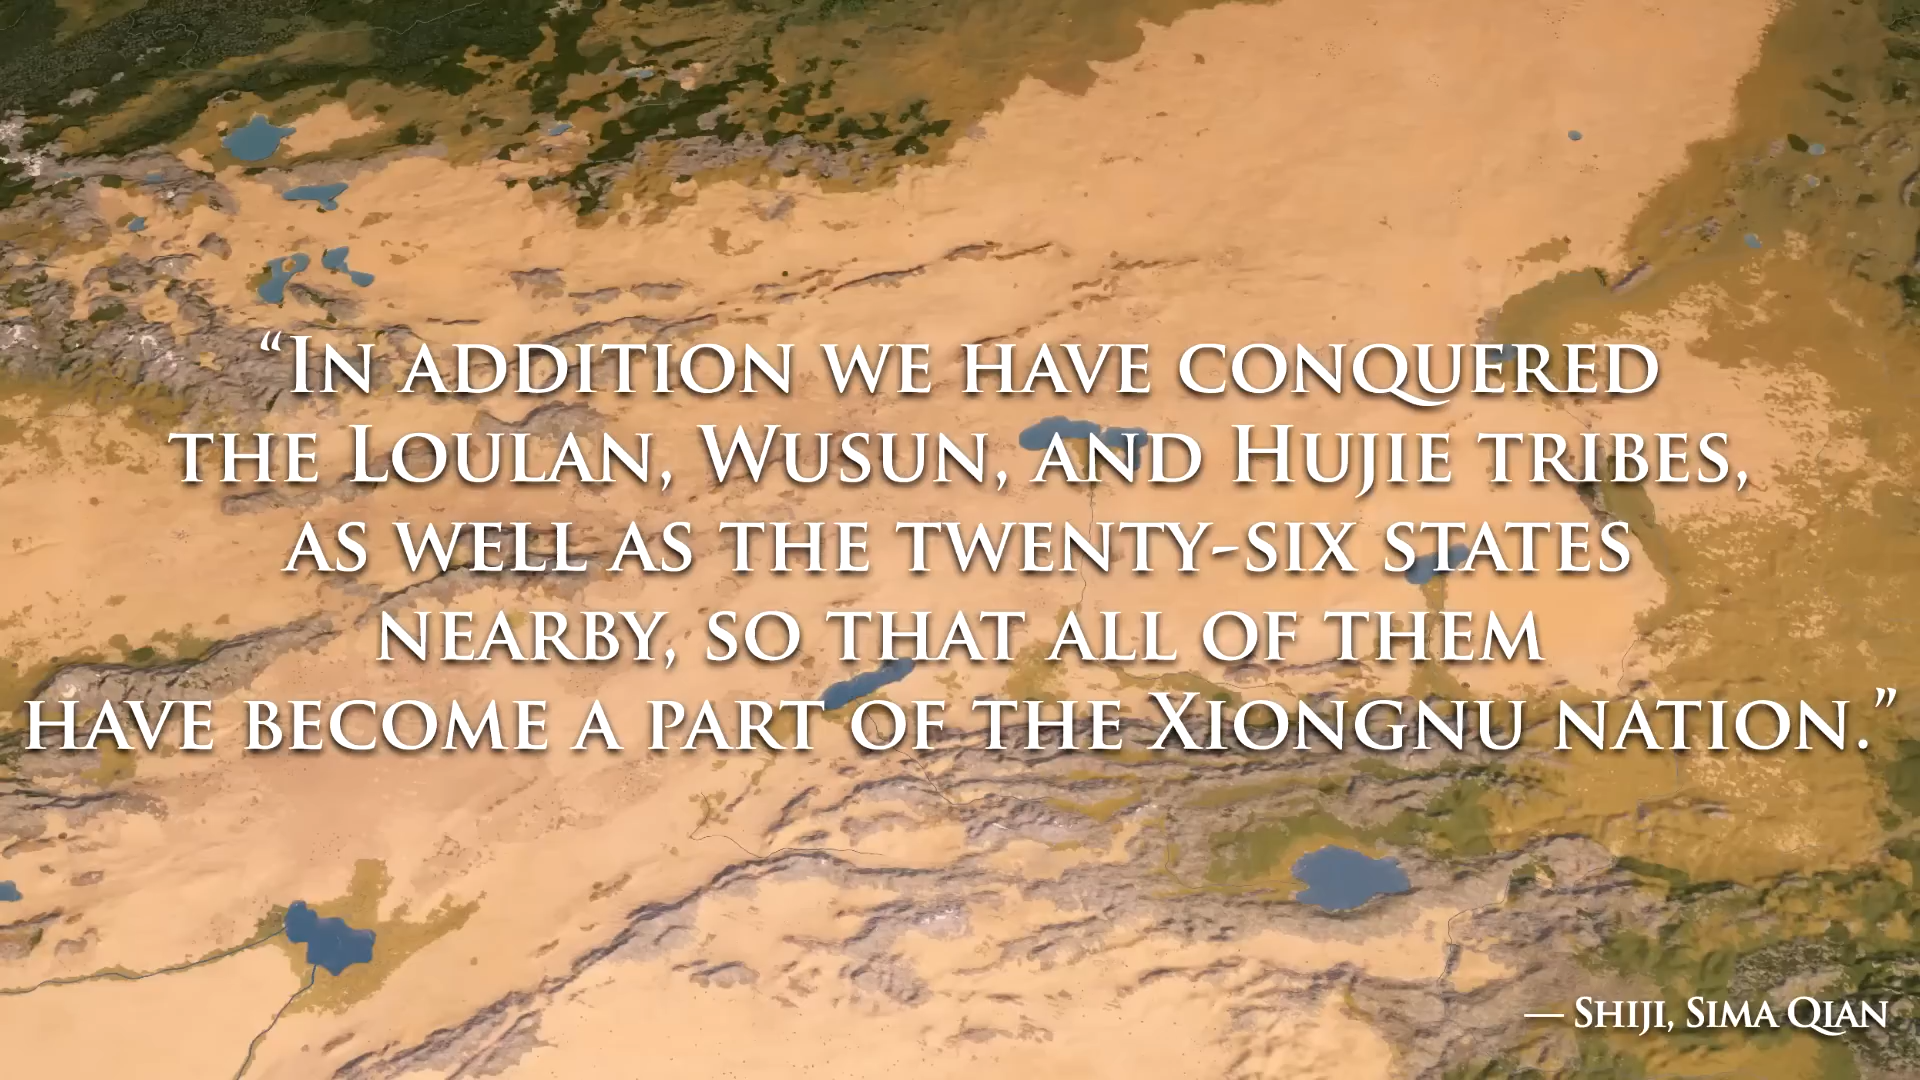 “In addition we have conquered
the Loulan, Wusun, and Hujie tribes,
as well as the twenty-six states
nearby, so that all of them
have become a part of the Xiongnu nation.”
— Shiji, Sima Qian